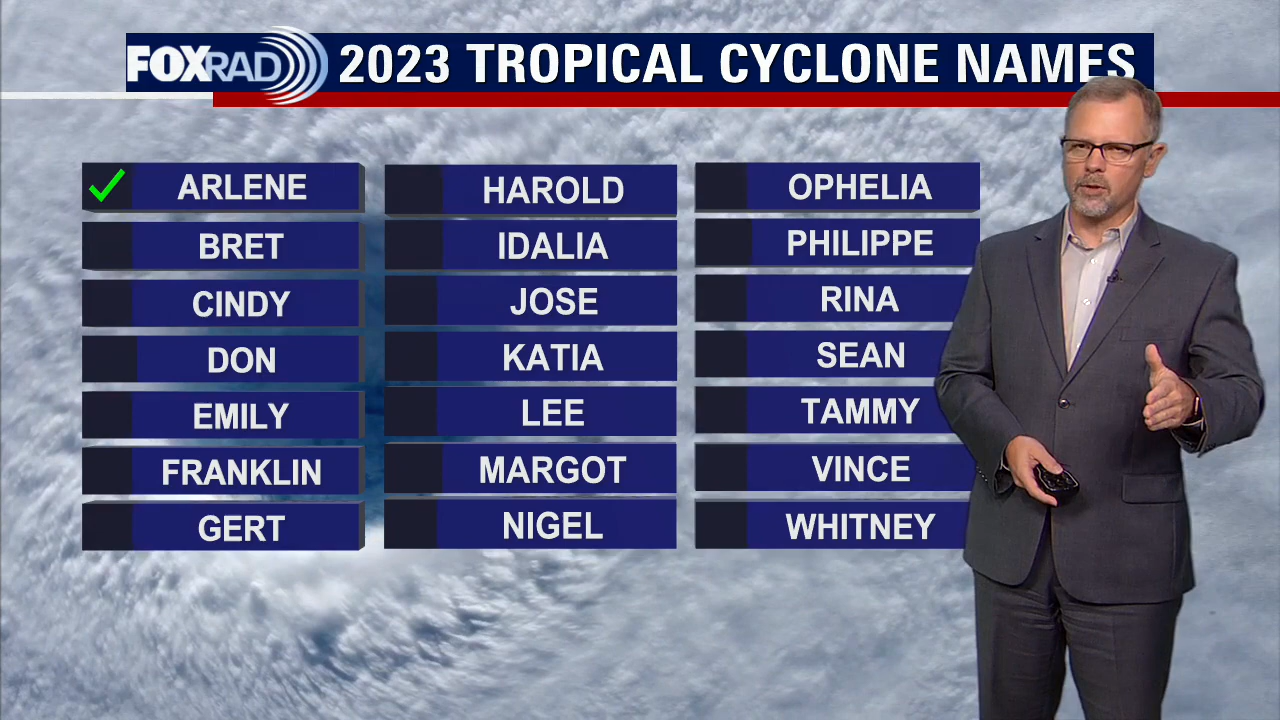 FOXRAD 2023 TROPICAL CYCLONE NAMES
ARLENE
BRET
CINDY
DON
EMILY
FRANKLIN
GERT
HAROLD
IDALIA
JOSE
KATIA
LEE
MARGOT
NIGEL
OPHELIA
PHILIPPE
RINA
SEAN
TAMMY
VINCE
WHITNEY